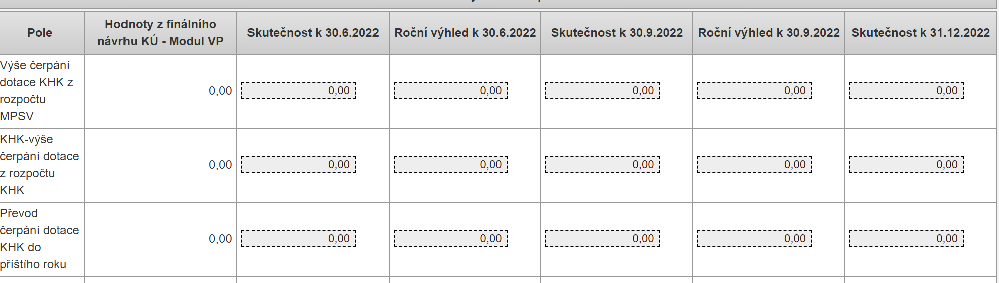 Pole
Hodnoty z finálního
návrhu KÚ - Modul VP
Skutečnost k 30.6.2022
Roční výhled k 30.6.2022
Skutečnost k 30.9.2022
Roční výhled k 30.9.2022
Skutečnost k 31.12.2022
Výše čerpání
dotace KHK z
rozpočtu
MPSV
0,00
0,00
0,00
0,00
0,00
0,00
KHK-výše
čerpání dotace
z rozpočtu
KHK
0,00
0,00
0,00
0,00
0,00
0,00
Převod
čerpání dotace
KHK do
příštího roku
0,00
0,00
0,00
0,00
0,00
0,00